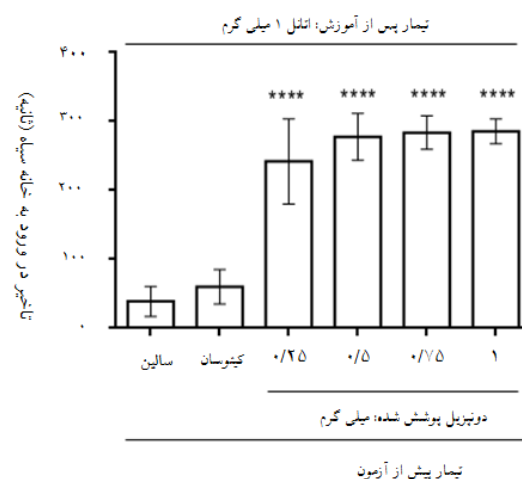 تیمار پس از آموزش: اتانل ۱ میلی گرم
تاخیر در ورود به خانه سیاه (ثانیه)
۴۰۰
۳۰۰
۲۰۰
۱۰۰
۰
**** **** **** ****
سالین کیتوسان ۰/۲۵ ۰/۵ ۰/۷۵ ۱
دونپزیل پوشش شده: میلی گرم
تیمار پیش از آزمون